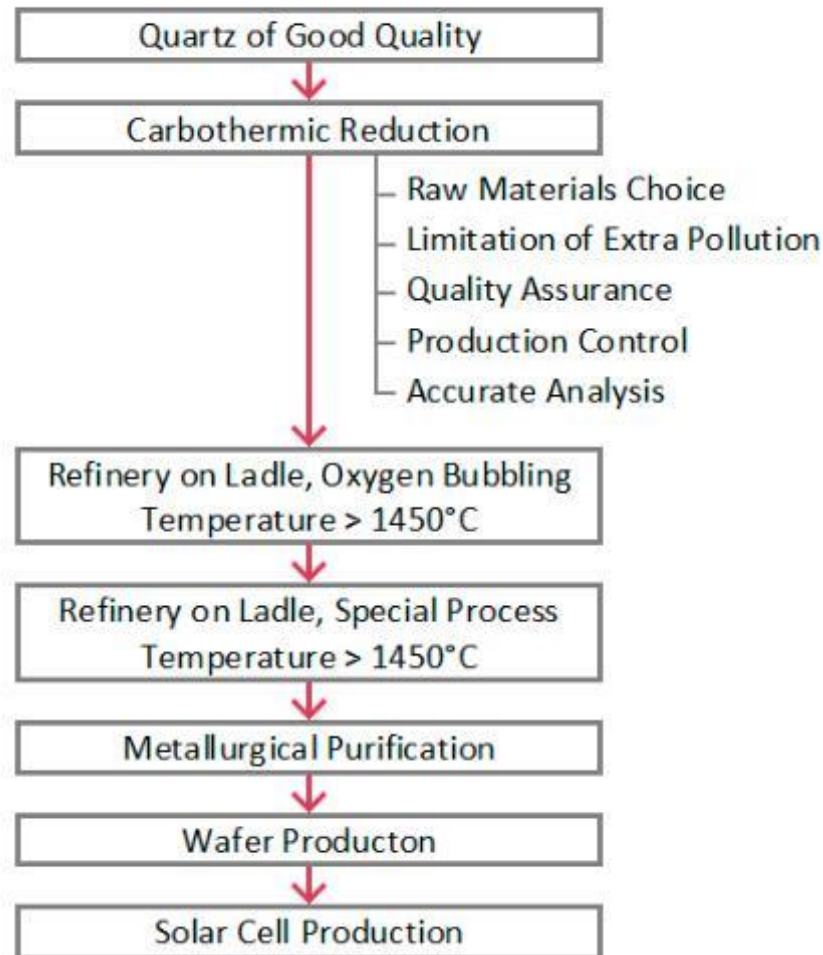 Quartz of Good Quality
Carbothermic Reduction
Raw Materials Choice
Limitation of Extra Pollution
Quality Assurance
Production Control
Accurate Analysis
Refinery on Ladle, Oxygen Bubbling
Temperature > 1450°C
Refinery on Ladle, Special Process
Temperature > 1450°C
Metallurgical Purification
Wafer Producton
Solar Cell Production